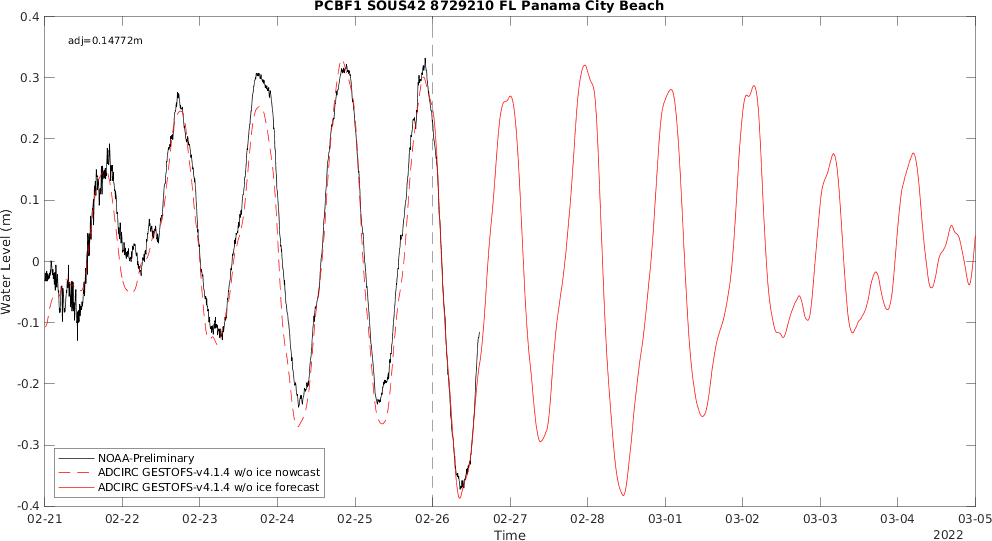 PCBF1 SOUS42 8729210 FL Panama City Beach
adj=0.14772m
0.4
0.3
0.2
0.1
0
-0.1
-0.2
-0.3
-0.4
Water Level (m)
NOAA-Preliminary
ADCIRC GESTOFS-v4.1.4 w/o ice nowcast
ADCIRC GESTOFS-v4.1.4 w/o ice forecast
02-21 02-22 02-23 02-24 02-25 02-26 02-27 02-28 03-01 03-02 03-03 03-04 03-05
Time
2022